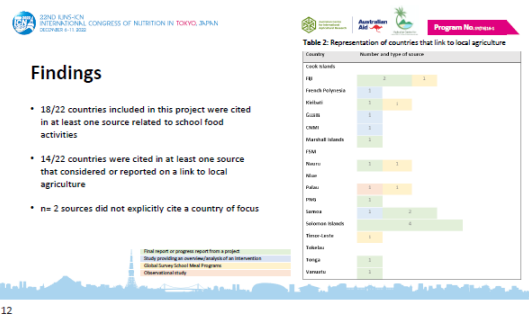 22ND IUNS-ICN
INTERNATIONAL CONGRESS OF NUTRITION IN TOKYO, JAPAN
DECEMBER 6-11 2022
Australian
Aid
Program No.
Findings
• 18/22 countries included in this project were cited
in at least one source related to school food
activities
• 14/22 countries were cited in at least one source
that considered or reported on a link to local
agriculture
• n= 2 sources did not explicitly cite a country of focus
Final report or progress report from a project
Study providing an overview/analysis of an intervention
Global Survey School Meal Programs
Observational study
Table 2: Representation of countries that link to local agriculture
Country Number and type of source
Cook Islands
Fiji 2 1
French Polynesia 1
Kiribati 1 1
Guam 1
CNMI 1
Marshall Islands 1
FSM
Nauru 1 1
Niue
Palau 1 1
PNG 1
Samoa 1 2
Solomon Islands 4
Timor-Leste 1
Tokelau
Tonga 1
Vanuatu 1
12